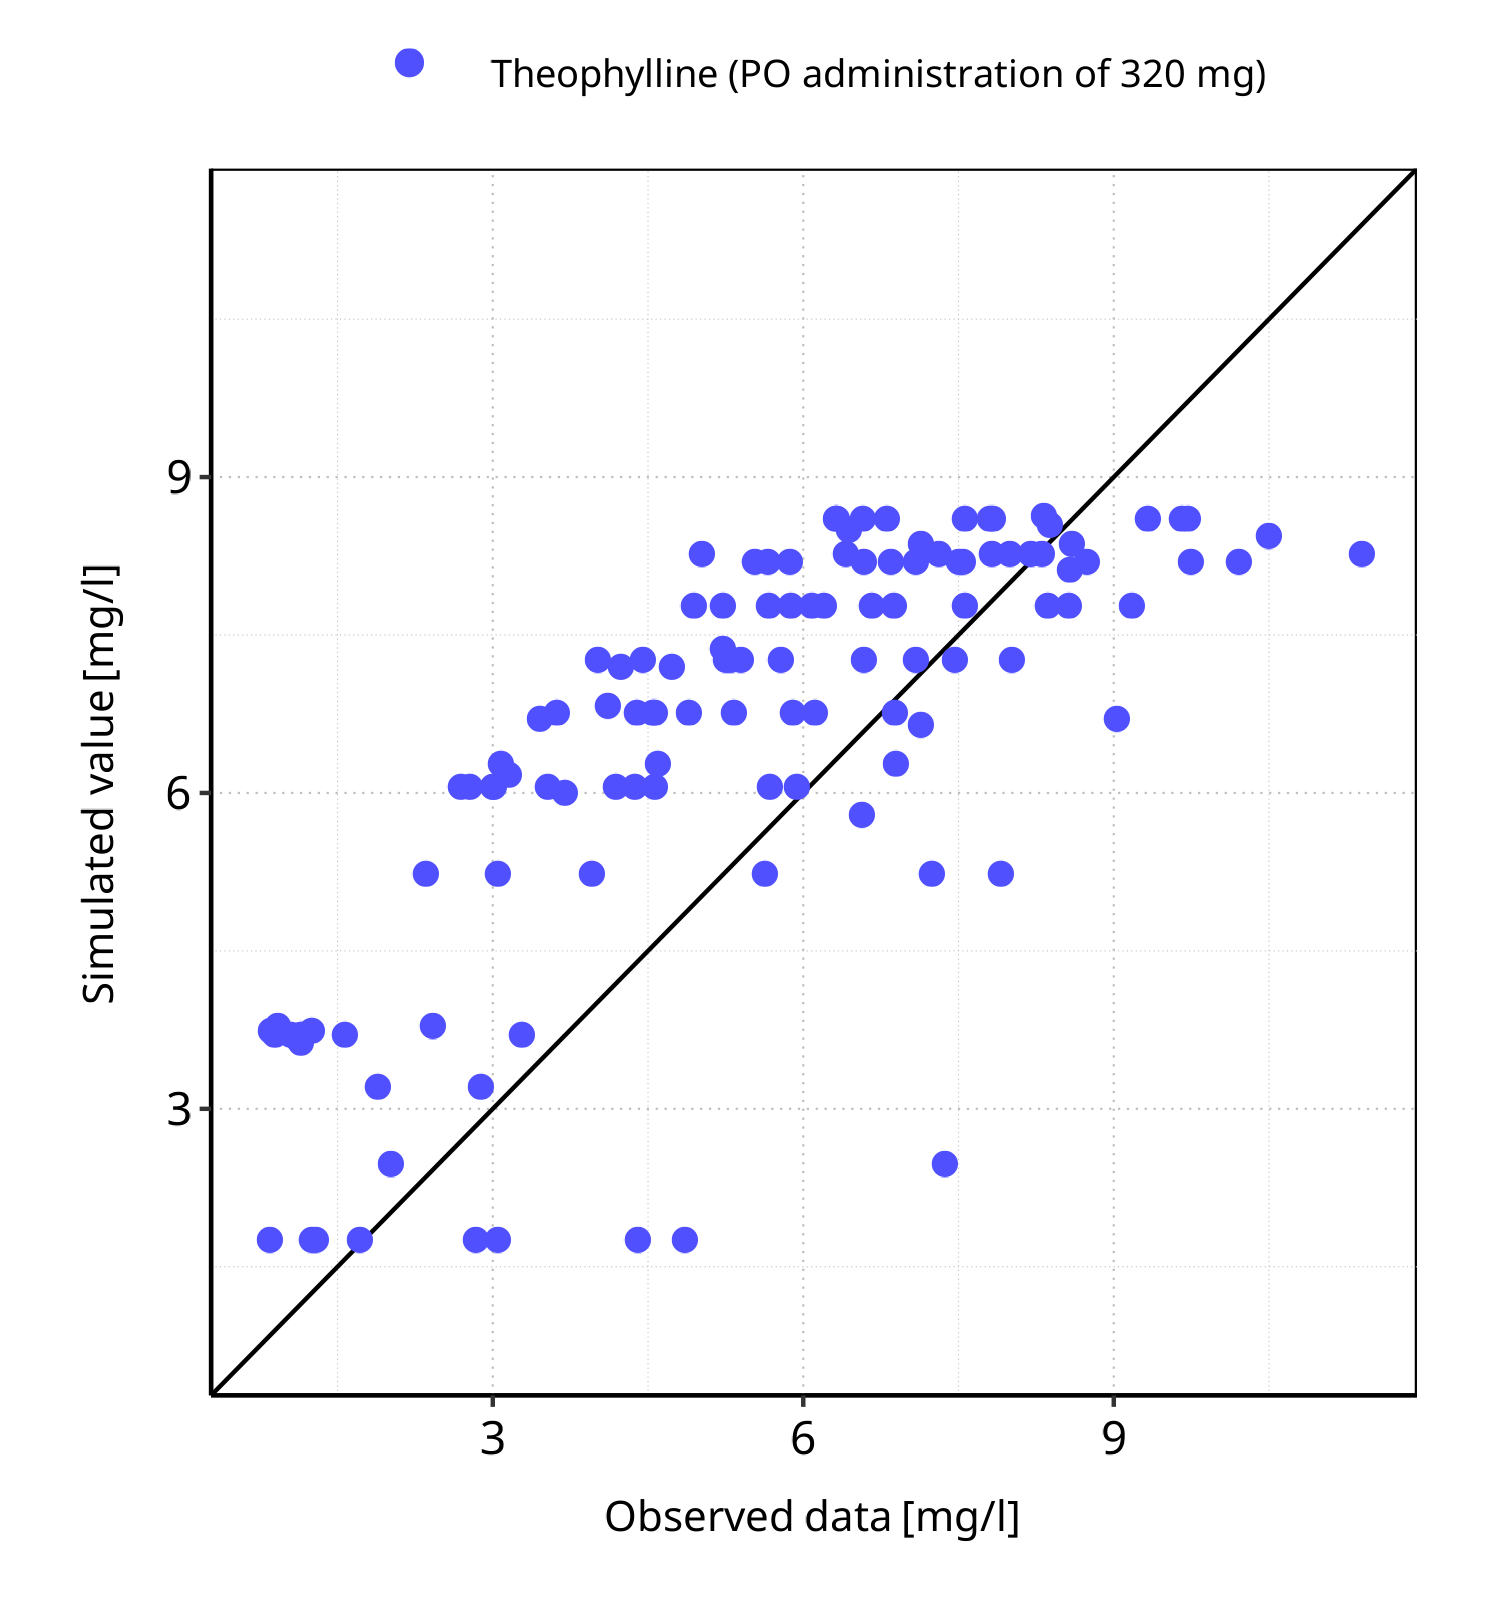 Theophylline (PO administration of 320 mg)
9
6
3
Simulated value [mg/l]
3 6 9
Observed data [mg/l]